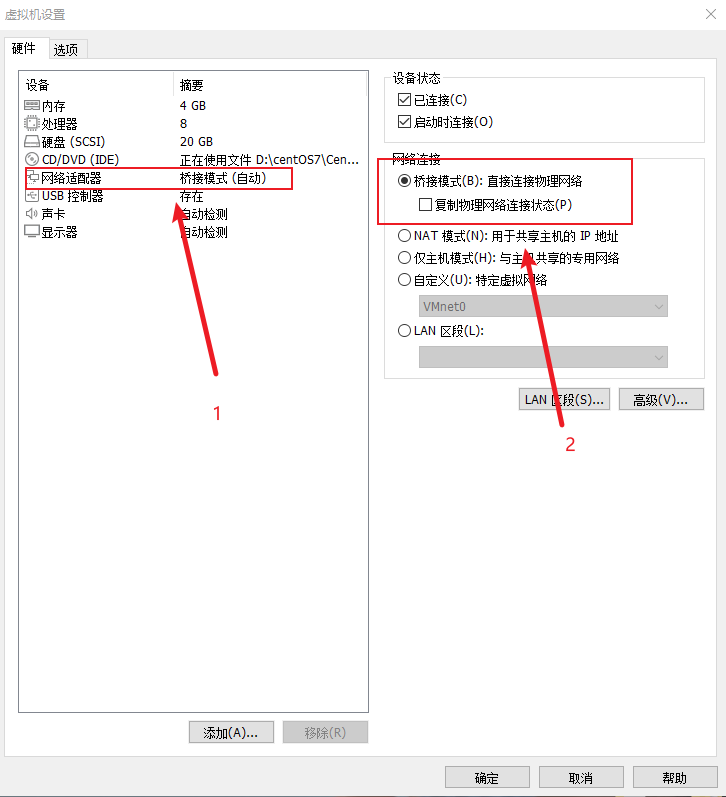 虚拟机设置
硬件 选项
设备 摘要
内存 4 GB
处理器 8
硬盘 (SCSI) 20 GB
CD/DVD (IDE) 正在使用文件 D:\centOS7\Cen...
网络适配器 桥接模式 (自动)
USB 控制器 存在
声卡 自动检测
显示器 自动检测
1
添加(A)... 移除(R)
设备状态
已连接(C)
启动时连接(O)
网络连接
桥接模式(B): 直接连接物理网络
复制物理网络连接状态(P)
NAT 模式(N): 用于共享主机的 IP 地址
仅主机模式(H): 与主机共享的专用网络
自定义(U): 特定虚拟网络
VMnet0
LAN 区段(L):
LAN 区段(S)... 高级(V)...
2
确定 取消 帮助